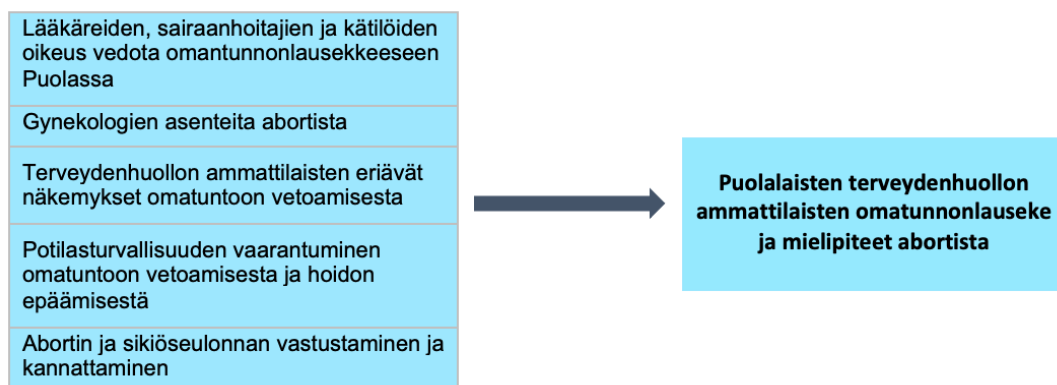 Lääkäreiden, sairaanhoitajien ja kätilöiden
oikeus vedota omantunnonlausekkeeseen
Puolassa
Gynekologien asenteita abortista
Terveydenhuollon ammattilaisten eriävät
näkemykset omatuntoon vetoamisesta
Potilasturvallisuuden vaarantuminen
omatuntoon vetoamisesta ja hoidon
epäämisestä
Abortin ja sikiöseulonnan vastustaminen ja
kannattaminen
Puolalaisten terveydenhuollon
ammattilaisten omatunnonlauseke
ja mielipiteet abortista